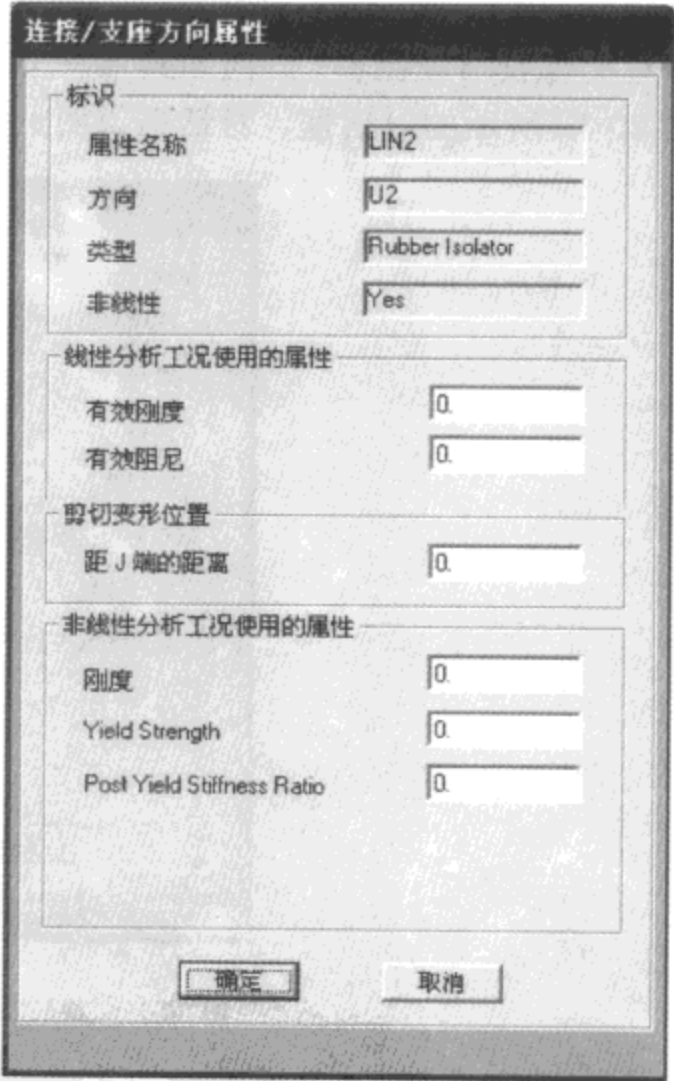 连接/支座方向属性
标识
属性名称 LIN2
方向 U2
类型 Rubber Isolator
非线性 Yes
线性分析工况使用的属性
有效刚度 0.
有效阻尼 0.
剪切变形位置
距 J 端的距离 0.
非线性分析工况使用的属性
刚度 0.
Yield Strength 0.
Post Yield Stiffness Ratio 0.
确定 取消